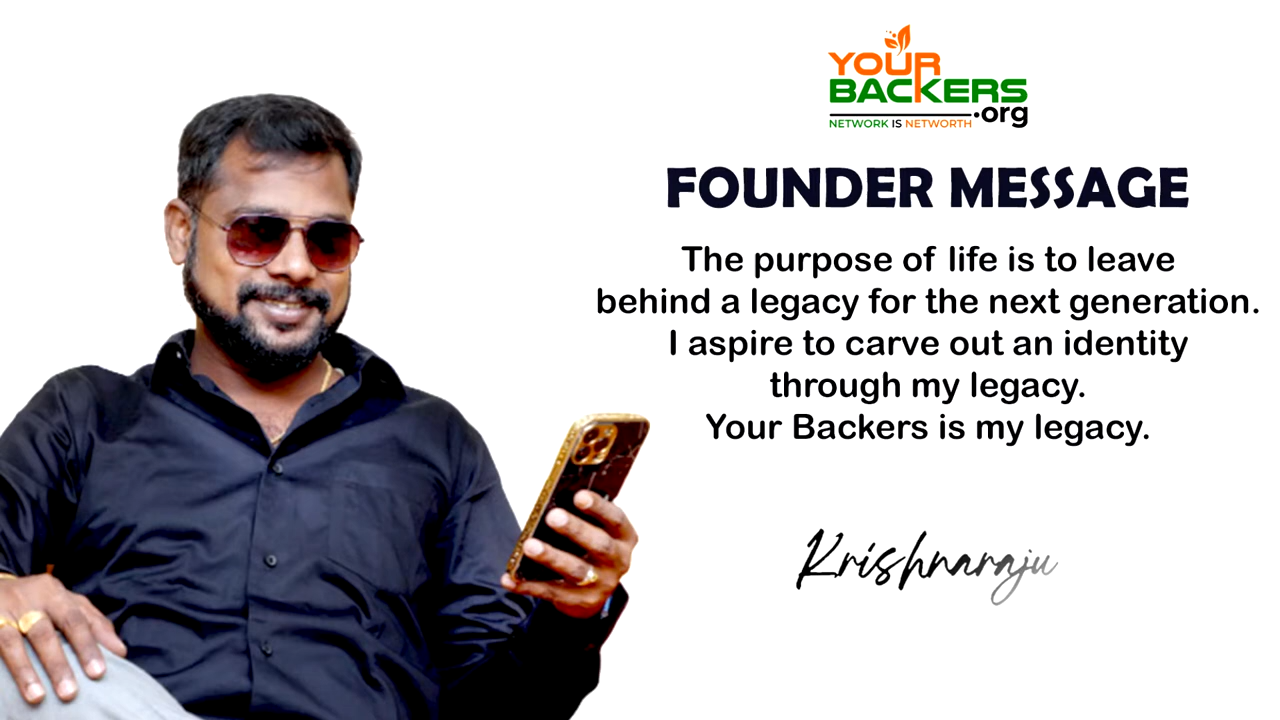 YOUR
BACKERS
.org
NETWORK IS NETWORTH
FOUNDER MESSAGE
The purpose of life is to leave
behind a legacy for the next generation.
I aspire to carve out an identity
through my legacy.
Your Backers is my legacy.
Krishnaraju